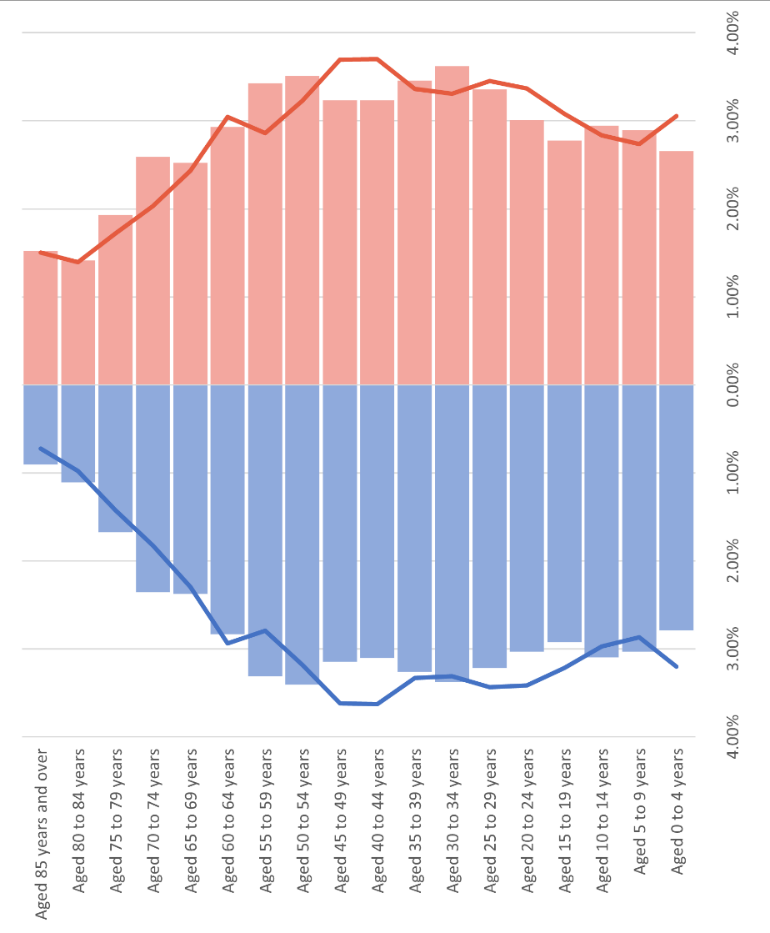 4.00%
3.00%
2.00%
1.00%
0.00%
1.00%
2.00%
3.00%
4.00%
Aged 85 years and over
Aged 80 to 84 years
Aged 75 to 79 years
Aged 70 to 74 years
Aged 65 to 69 years
Aged 60 to 64 years
Aged 55 to 59 years
Aged 50 to 54 years
Aged 45 to 49 years
Aged 40 to 44 years
Aged 35 to 39 years
Aged 30 to 34 years
Aged 25 to 29 years
Aged 20 to 24 years
Aged 15 to 19 years
Aged 10 to 14 years
Aged 5 to 9 years
Aged 0 to 4 years